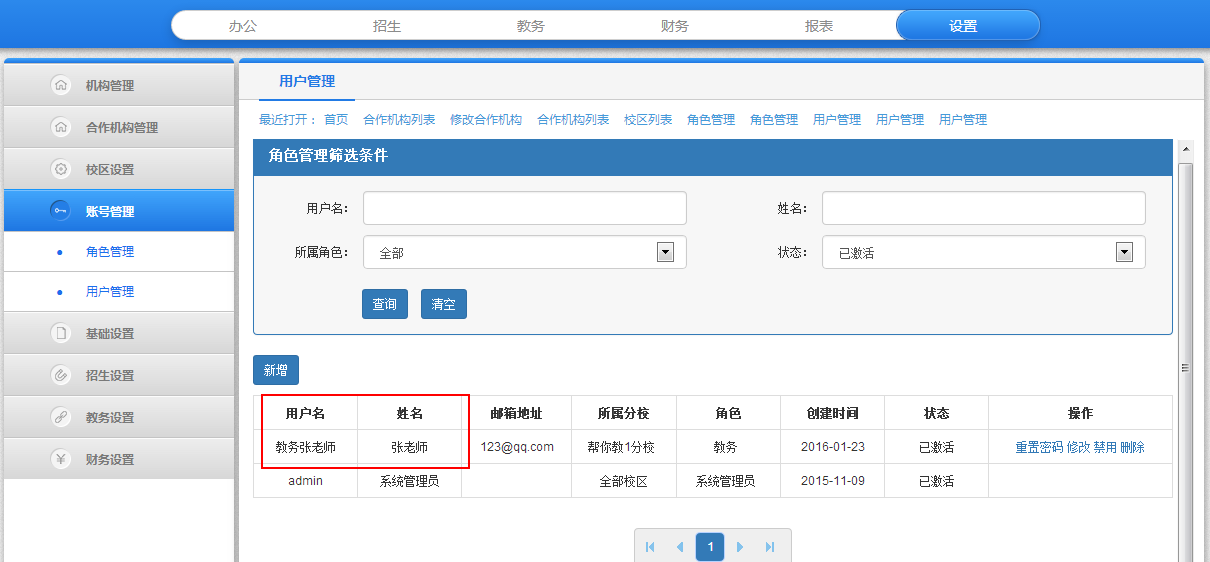 办公 招生 教务 财务 报表 设置
机构管理
合作机构管理
校区设置
账号管理
角色管理
用户管理
基础设置
招生设置
教务设置
财务设置
用户管理
最近打开： 首页 合作机构列表 修改合作机构 合作机构列表 校区列表 角色管理 角色管理 用户管理 用户管理 用户管理
角色管理筛选条件
用户名： 姓名：
所属角色： 全部 状态： 已激活
查询 清空
新增
用户名 姓名 邮箱地址 所属分校 角色 创建时间 状态 操作
教务张老师 张老师 123@qq.com 帮你教1分校 教务 2016-01-23 已激活 重置密码 修改 禁用 删除
admin 系统管理员 全部校区 系统管理员 2015-11-09 已激活
1